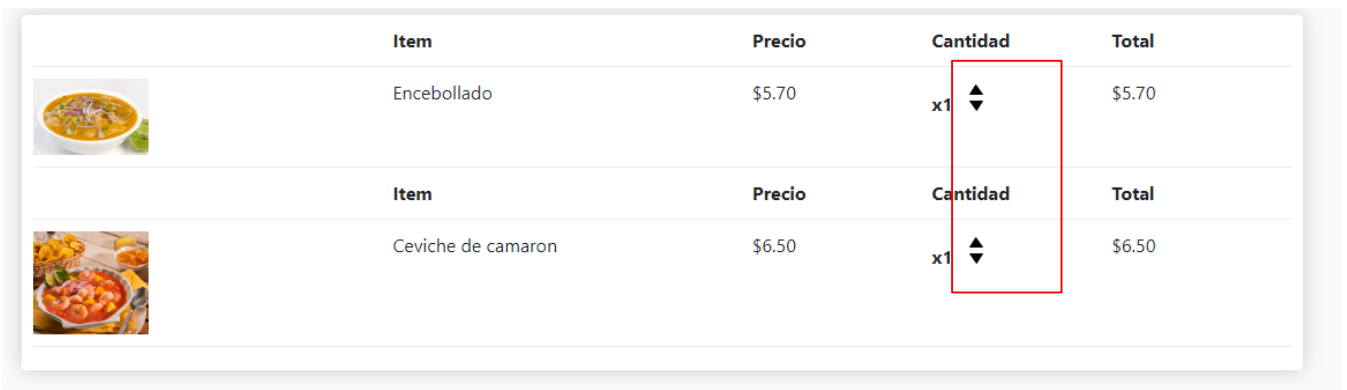 Item Precio Cantidad Total
Encebollado $5.70 x1 $5.70
Item Precio Cantidad Total
Ceviche de camaron $6.50 x1 $6.50